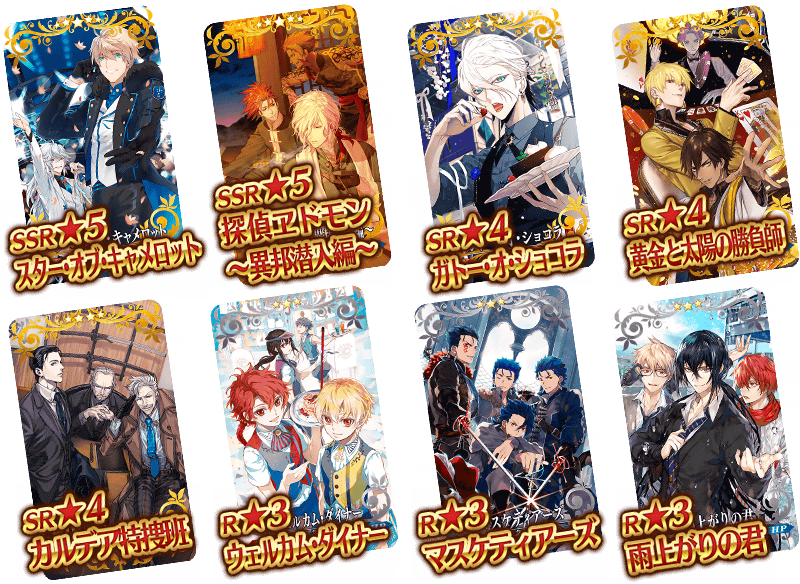 SSR★5
キャメロット
スター・オブ・キャメロット
SSR★5
探偵ヱドモン
～異邦潜入編～
SR★4
・ショコラ
ガトー・オ・ショコラ
SR★4
黄金と太陽の勝負師
SR★4
カルデア特捜班
R★3
ルカム・ダイナー
ウェルカム・ダイナー
R★3
スケティアーズ
マスケティアーズ
R★3
上がりの君
HP
雨上がりの君